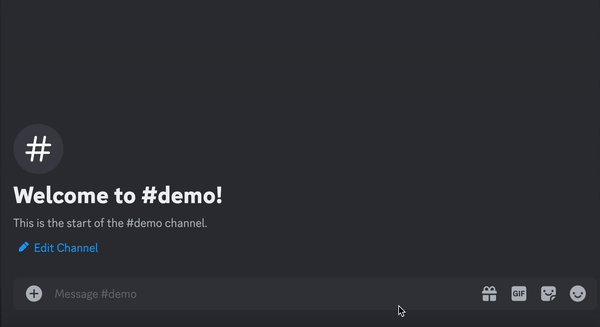 #
Welcome to #demo!
This is the start of the #demo channel.
Edit Channel
Message #demo
GIF